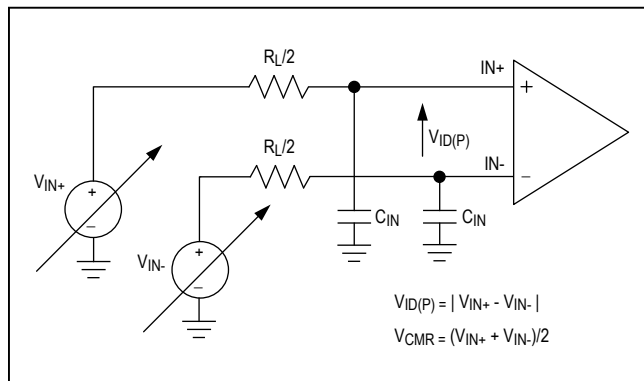 R_L/2
IN+
+
R_L/2
V_ID(P)
IN-
−
V_IN+
+
−
C_IN
C_IN
V_IN-
+
−
V_ID(P) = | V_IN+ - V_IN- |
V_CMR = (V_IN+ + V_IN-)/2